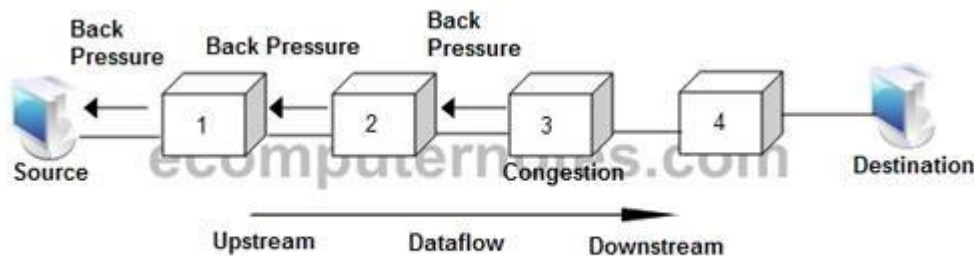 Back
Pressure
Back Pressure
Back
Pressure
1
2
3
4
ecomputernotes.com
Source
Congestion
Destination
Upstream
Dataflow
Downstream